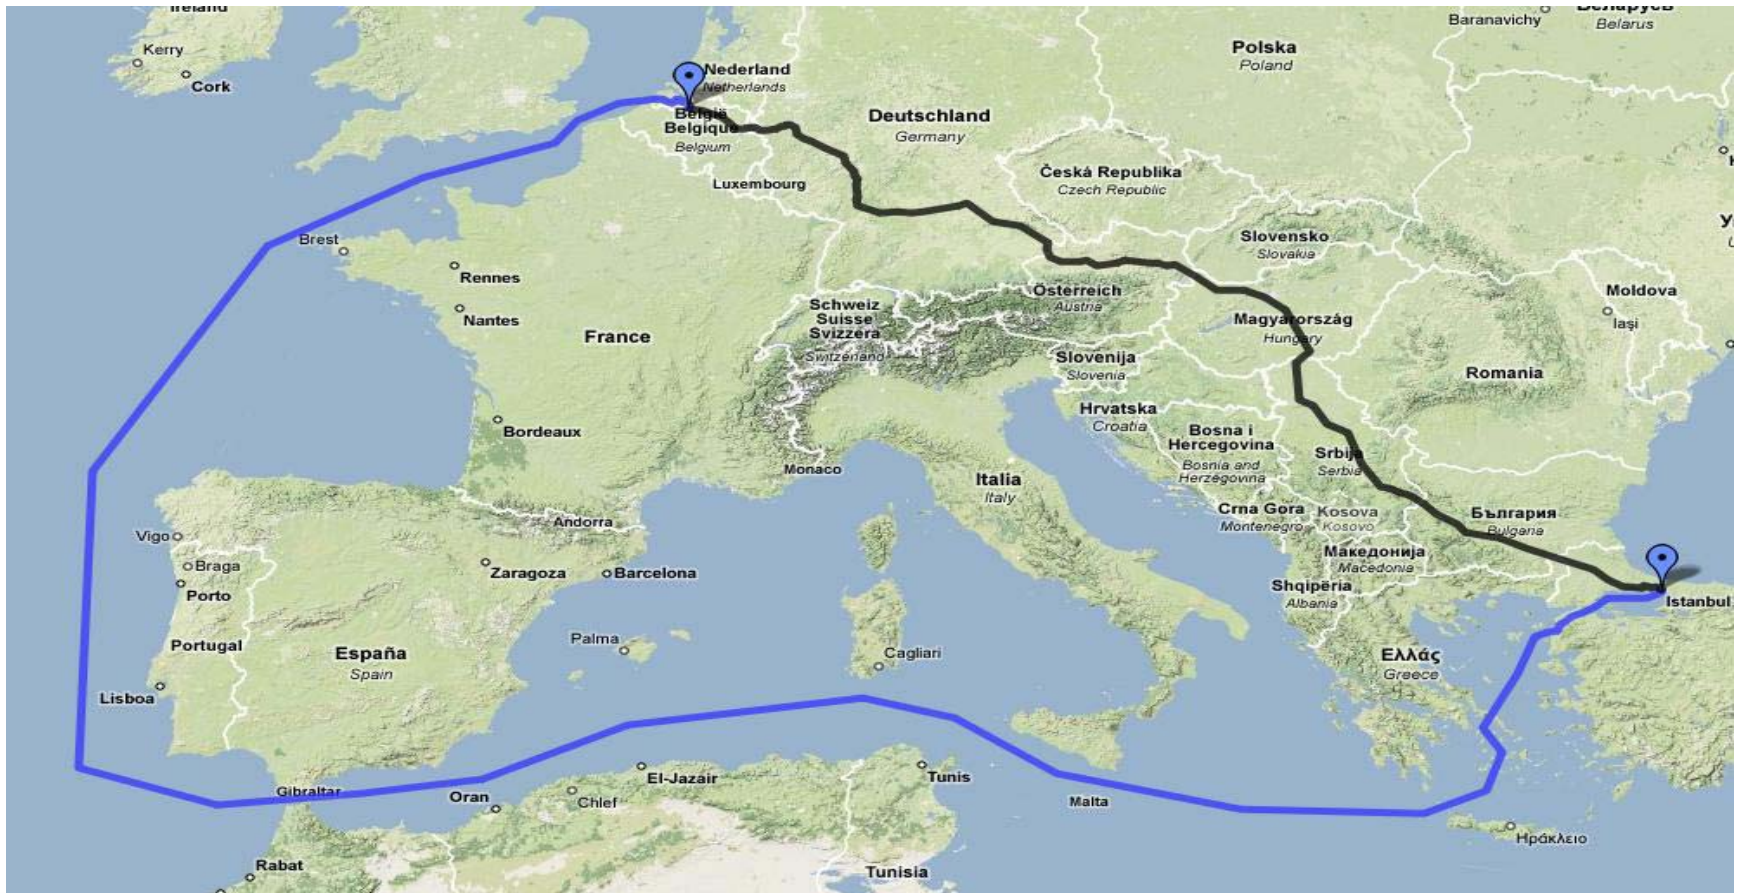 Ireland
Kerry
Cork
Nederland
Netherlands
België
Belgique
Belgium
Luxembourg
Deutschland
Germany
Polska
Poland
Baranavichy
Беларусь
Belarus
Česká Republika
Czech Republic
Slovensko
Slovakia
Brest
Rennes
Nantes
France
Schweiz
Suisse
Svizzera
Switzerland
Österreich
Austria
Magyarország
Hungary
Moldova
Iaşi
Slovenija
Slovenia
Romania
Hrvatska
Croatia
Bosna i
Hercegovina
Bosnia and
Herzegovina
Srbija
Serbia
Bordeaux
Monaco
Italia
Italy
Crna Gora
Montenegro
Kosova
Kosovo
България
Bulgaria
Македонија
Macedonia
Shqipëria
Albania
Istanbul
Andorra
Vigo
Braga
Porto
Zaragoza
Barcelona
Portugal
España
Spain
Palma
Cagliari
Ελλάς
Greece
Lisboa
Gibraltar
Oran
El-Jazair
Chlef
Tunis
Malta
Ηράκλειο
Rabat
Tunisia